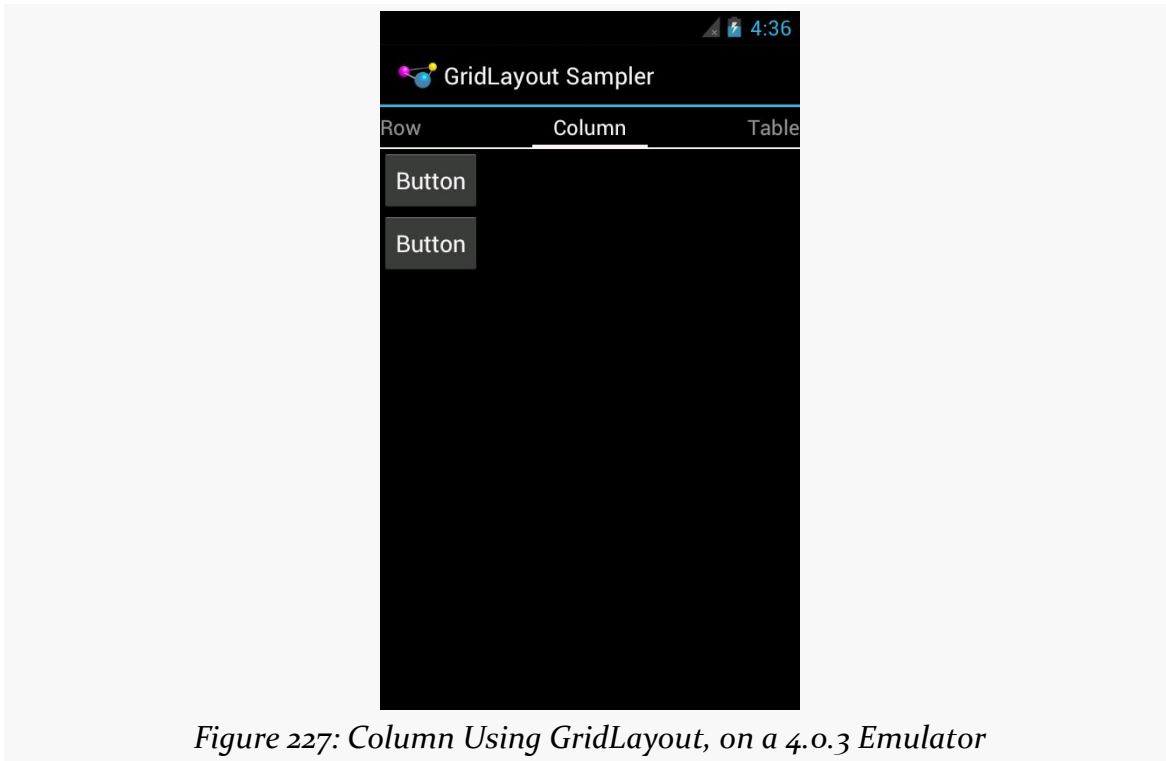 4:36
GridLayout Sampler
Row Column Table
Button
Button
Figure 227: Column Using GridLayout, on a 4.0.3 Emulator